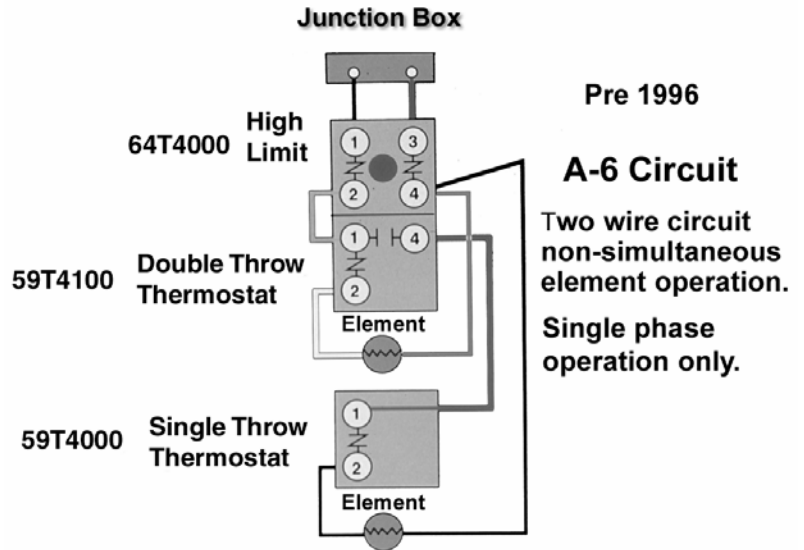 Junction Box
Pre 1996
64T4000 High
Limit
1 3
2 4
A-6 Circuit
Two wire circuit
non-simultaneous
element operation.
Single phase
operation only.
59T4100 Double Throw
Thermostat
1 4
2
Element
59T4000 Single Throw
Thermostat
1
2
Element